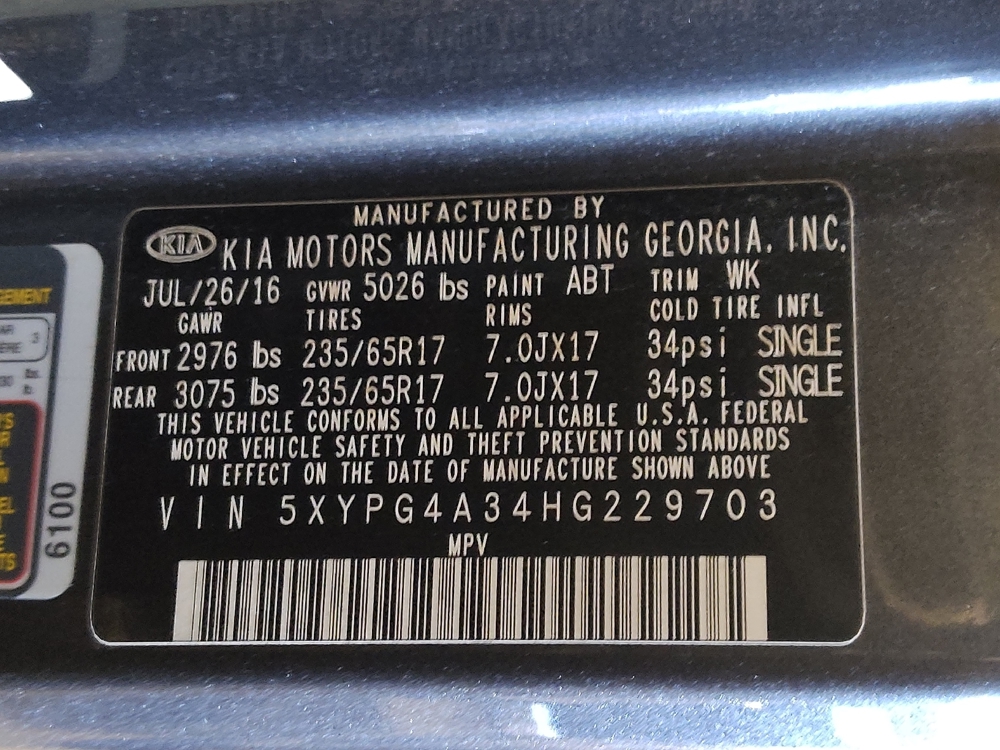 MANUFACTURED BY
KIA KIA MOTORS MANUFACTURING GEORGIA, INC.
JUL/26/16 GVWR 5026 lbs PAINT ABT TRIM WK
GAWR TIRES RIMS COLD TIRE INFL
FRONT 2976 lbs 235/65R17 7.0JX17 34psi SINGLE
REAR 3075 lbs 235/65R17 7.0JX17 34psi SINGLE
THIS VEHICLE CONFORMS TO ALL APPLICABLE U.S.A. FEDERAL
MOTOR VEHICLE SAFETY AND THEFT PREVENTION STANDARDS
IN EFFECT ON THE DATE OF MANUFACTURE SHOWN ABOVE
VIN 5XYPG4A34HG229703
MPV
6100